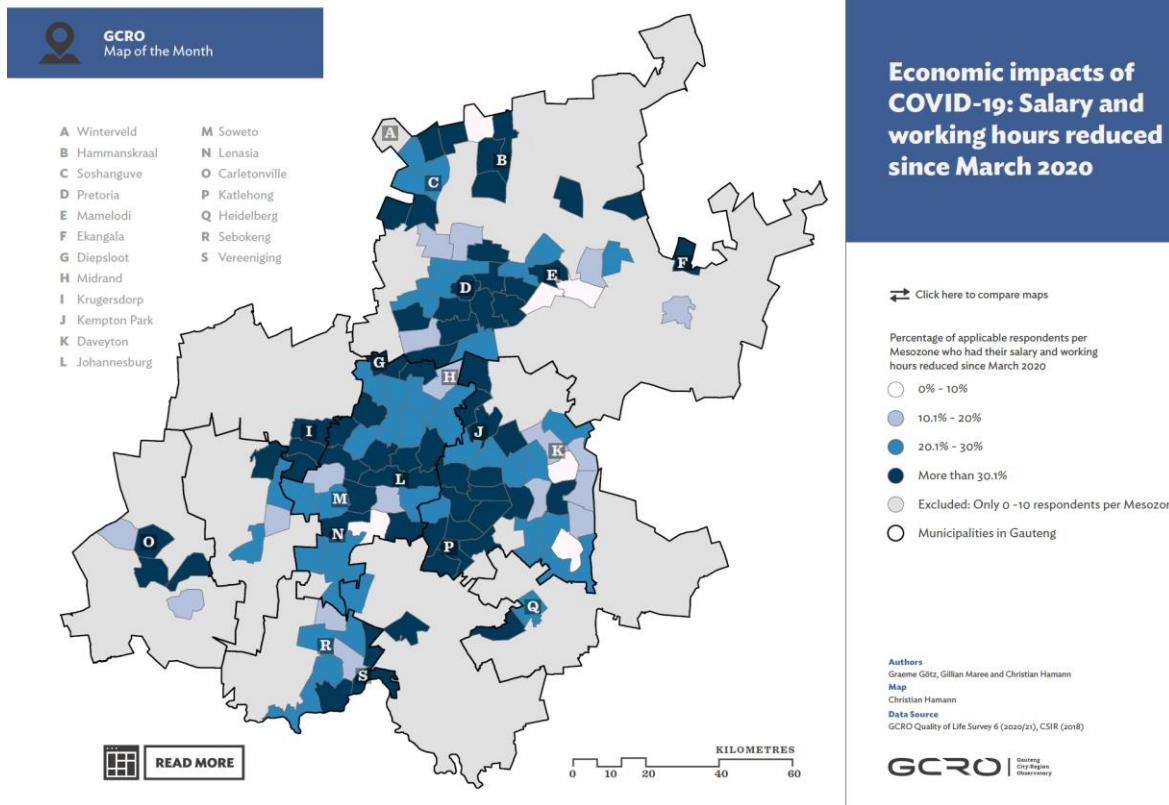 GCRO
Map of the Month
A Winterveld
B Hammanskraal
C Soshanguve
D Pretoria
E Mamelodi
F Ekangala
G Diepsloot
H Midrand
I Krugersdorp
J Kempton Park
K Daveyton
L Johannesburg
M Soweto
N Lenasia
O Carletonville
P Katlehong
Q Heidelberg
R Sebokeng
S Vereeniging
A
B
C
D
E
F
G
H
I
J
K
L
M
N
O
P
Q
R
S
READ MORE
KILOMETRES
0 10 20 40 60
Economic impacts of
COVID-19: Salary and
working hours reduced
since March 2020
Click here to compare maps
Percentage of applicable respondents per
Mesozone who had their salary and working
hours reduced since March 2020
0% - 10%
10.1% - 20%
20.1% - 30%
More than 30.1%
Excluded: Only 0 -10 respondents per Mesozon
Municipalities in Gauteng
Authors
Graeme Götz, Gillian Maree and Christian Hamann
Map
Christian Hamann
Data Source
GCRO Quality of Life Survey 6 (2020/21), CSIR (2018)
GCRO
Gauteng
City-Region
Observatory